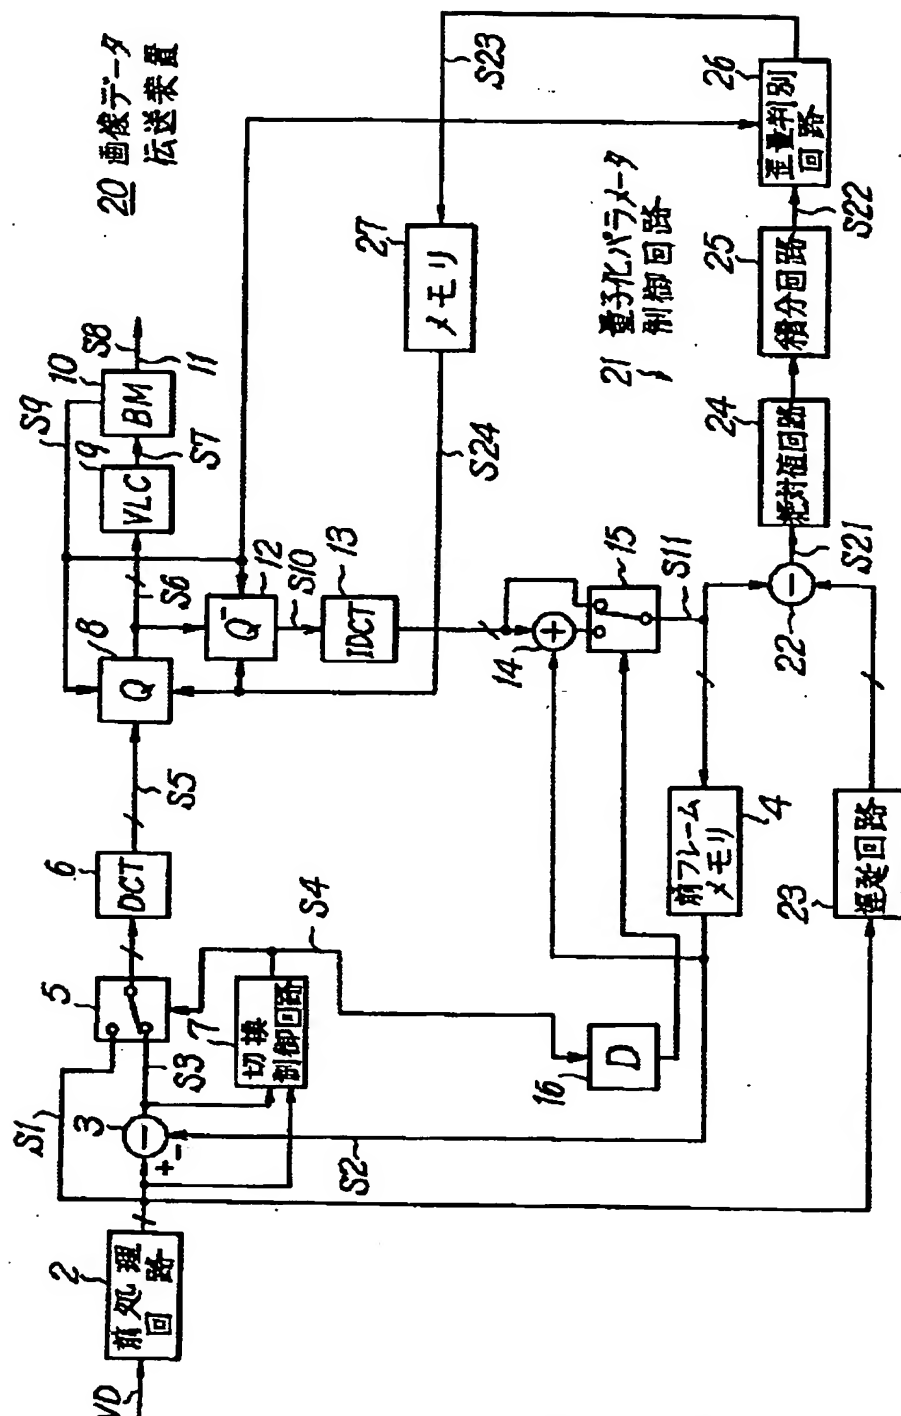 20 画像データ
伝送装置
VD
2
前処理
回路
S1
+
-
3
-
S3
5
切換
制御回路
7
S4
6
DCT
S5
8
Q
S6
S9
9
VLC
S7
10
BM
S8
11
12
Q⁻
S10
13
IDCT
14
+
15
S11
16
D
S2
前フレーム
メモリ
4
27
メモリ
S23
S24
21 量子化パラメータ
制御回路
22
-
S21
23
遅延回路
24
絶対値回路
25
積分回路
S22
26
歪量判別
回路